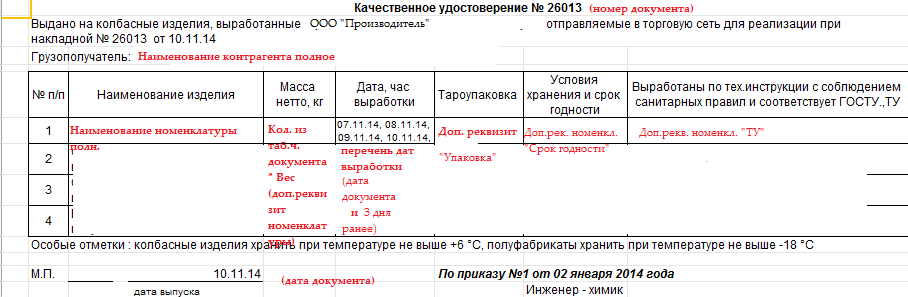 Качественное удостоверение № 26013 (номер документа)
Выдано на колбасные изделия, выработанные ООО "Производитель" , отправляемые в торговую сеть для реализации при
накладной № 26013 от 10.11.14
Грузополучатель: Наименование контрагента полное
№ п/п Наименование изделия Масса нетто, кг Дата, час выработки Тароупаковка Условия хранения и срок годности Выработаны по тех.инструкции с соблюдением санитарных правил и соответствует ГОСТУ.,ТУ
1 Наименование номенклатуры полн. Кол. из таб.ч. документа * Вес (доп.реквизит номенклатуры) 07.11.14, 08.11.14, 09.11.14, 10.11.14, перечень дат выработки (дата документа и 3 дня ранее) Доп. реквизит "Упаковка" Доп.рек. номенкл. "Срок годности" Доп.рекв. номенкл. "ТУ"
2
3
4
Особые отметки : колбасные изделия хранить при температуре не выше +6 °C, полуфабрикаты хранить при температуре не выше -18 °C
М.П. 10.11.14 (дата документа) По приказу №1 от 02 января 2014 года
дата выпуска Инженер - химик